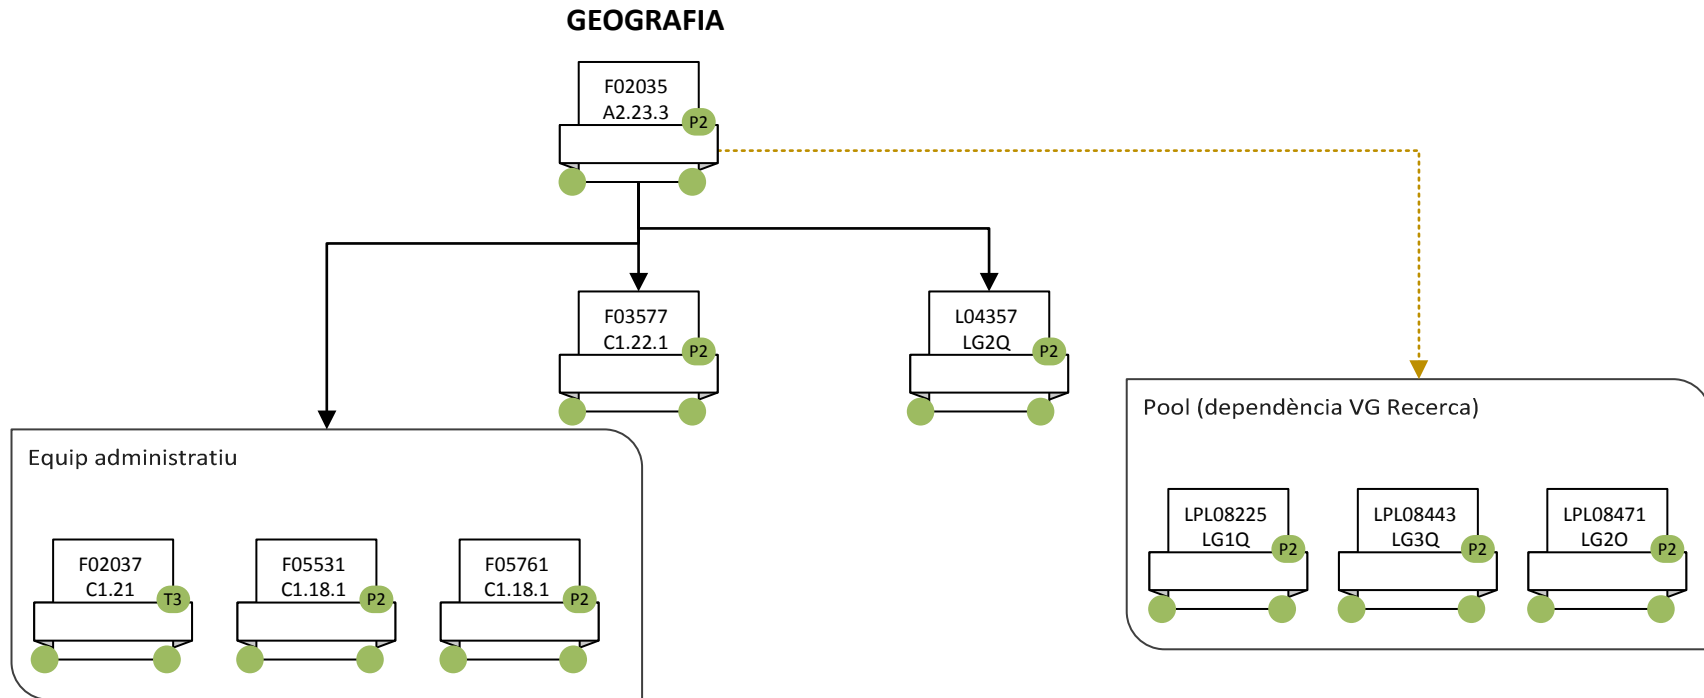 GEOGRAFIA
F02035
A2.23.3
P2
F03577
C1.22.1
P2
L04357
LG2Q
P2
Equip administratiu
F02037
C1.21
T3
F05531
C1.18.1
P2
F05761
C1.18.1
P2
Pool (dependència VG Recerca)
LPL08225
LG1Q
P2
LPL08443
LG3Q
P2
LPL08471
LG2O
P2